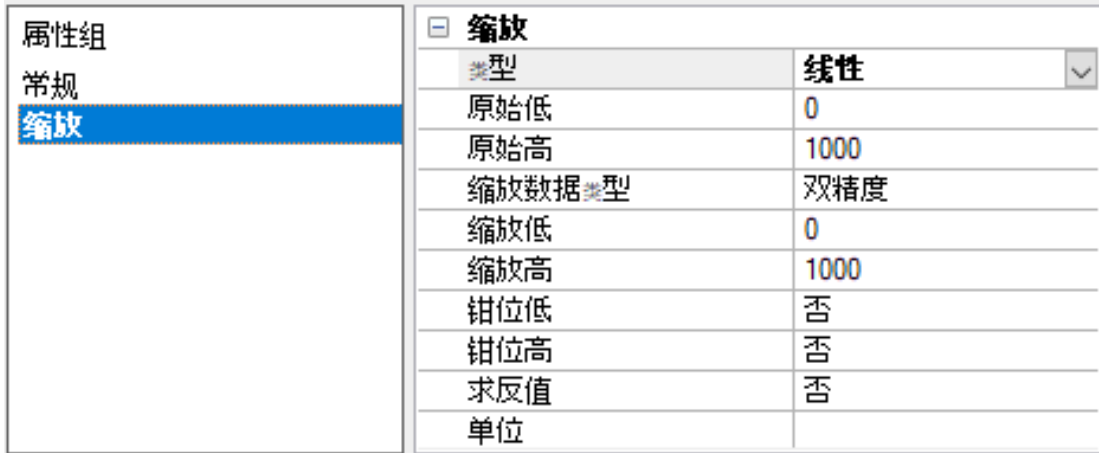 属性组
常规
缩放
缩放
类型 线性
原始低 0
原始高 1000
缩放数据类型 双精度
缩放低 0
缩放高 1000
钳位低 否
钳位高 否
求反值 否
单位